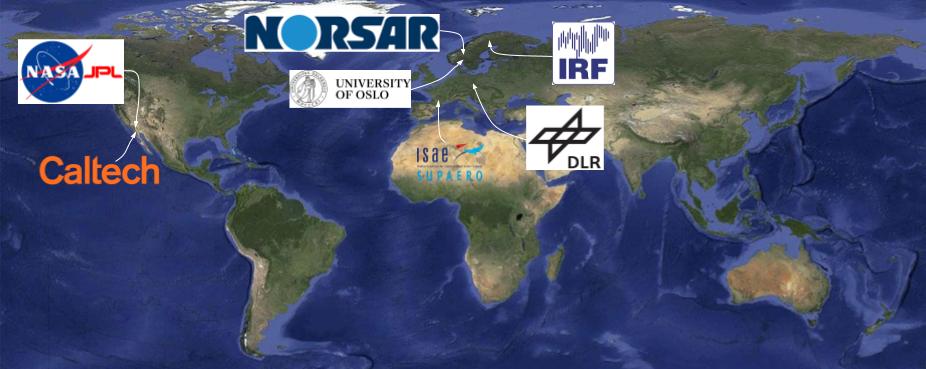 NORSAR
IRF
NASA JPL
UNIVERSITY
OF OSLO
DLR
isae
SUPAERO
Caltech